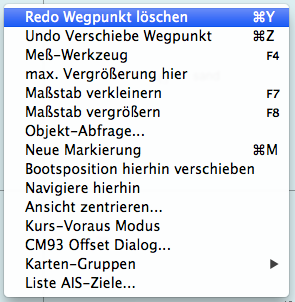 Redo Wegpunkt löschen ⌘Y
Undo Verschiebe Wegpunkt ⌘Z
Meß-Werkzeug F4
max. Vergrößerung hier
Maßstab verkleinern F7
Maßstab vergrößern F8
Objekt-Abfrage...
Neue Markierung ⌘M
Bootsposition hierhin verschieben
Navigiere hierhin
Ansicht zentrieren...
Kurs-Voraus Modus
CM93 Offset Dialog...
Karten-Gruppen ▶
Liste AIS-Ziele...